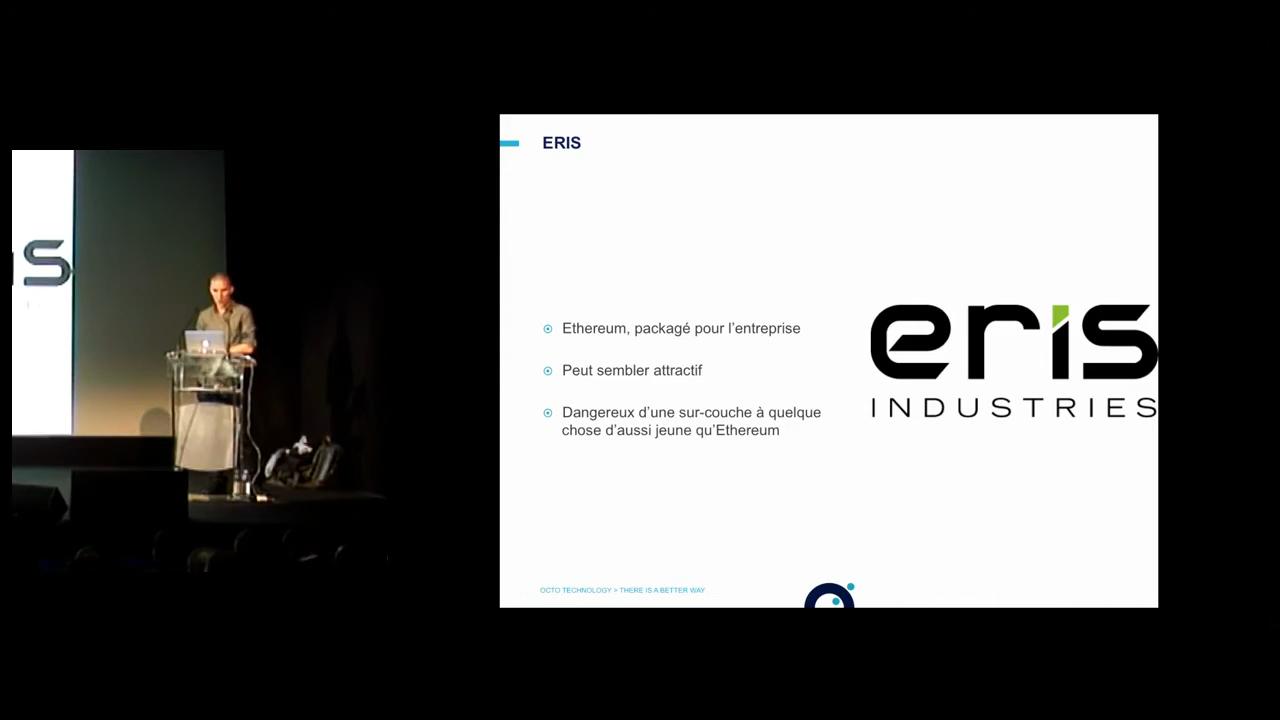 ERIS
Ethereum, packagé pour l'entreprise
Peut sembler attractif
Dangereux d'une sur-couche à quelque
chose d'aussi jeune qu'Ethereum
eris
INDUSTRIES
OCTO TECHNOLOGY > THERE IS A BETTER WAY
s